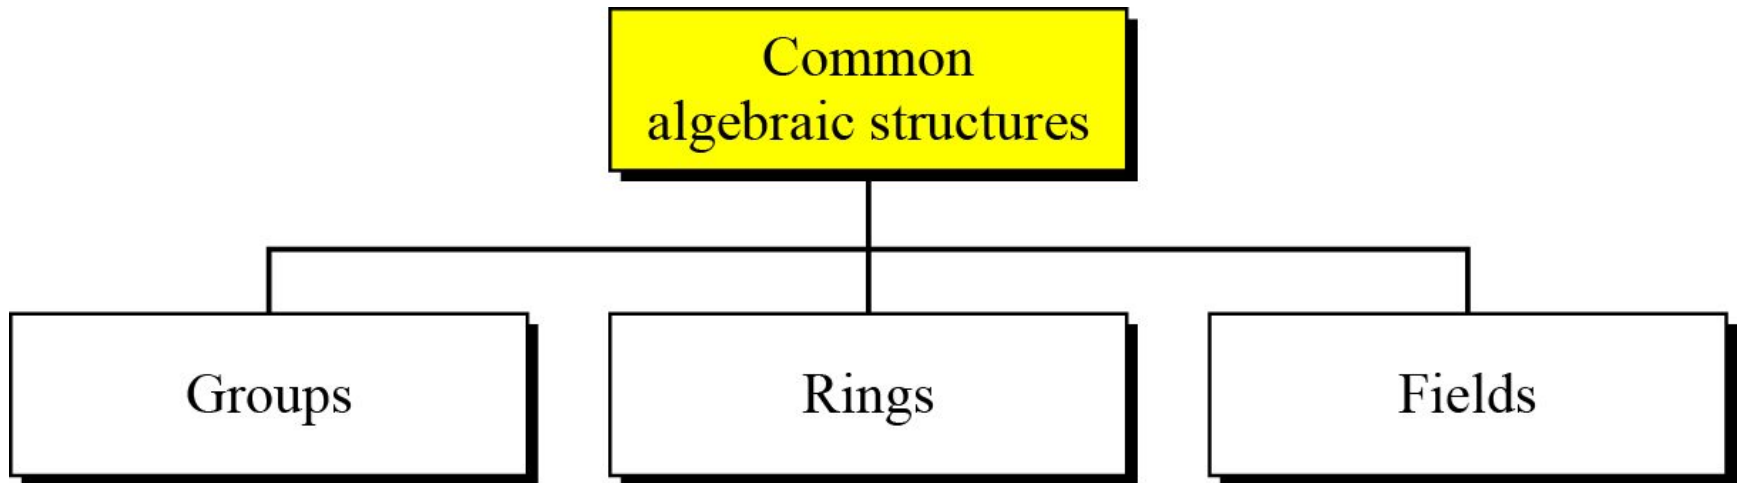 Common
algebraic structures
Groups
Rings
Fields